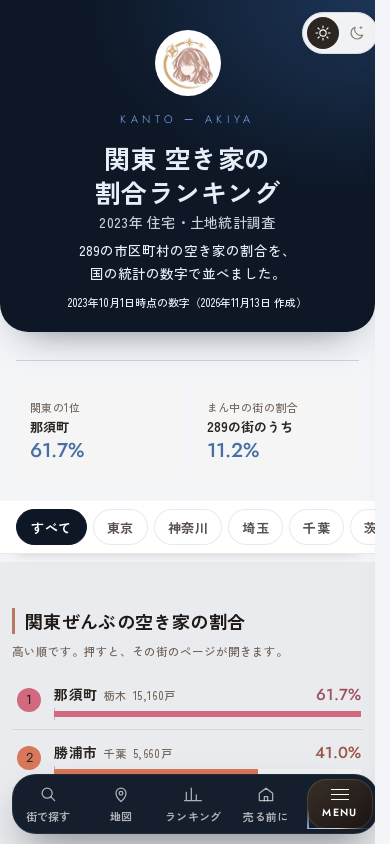 KANTO — AKIYA
関東 空き家の
割合ランキング
2023年 住宅・土地統計調査
289の市区町村の空き家の割合を、
国の統計の数字で並べました。
2023年10月1日時点の数字（2026年11月13日 作成）
関東の1位
那須町
61.7%
まん中の街の割合
289の街のうち
11.2%
すべて 東京 神奈川 埼玉 千葉 茨
関東ぜんぶの空き家の割合
高い順です。押すと、その街のページが開きます。
1 那須町 栃木 15,160戸 61.7%
2 勝浦市 千葉 5,660戸 41.0%
街で探す 地図 ランキング 売る前に MENU